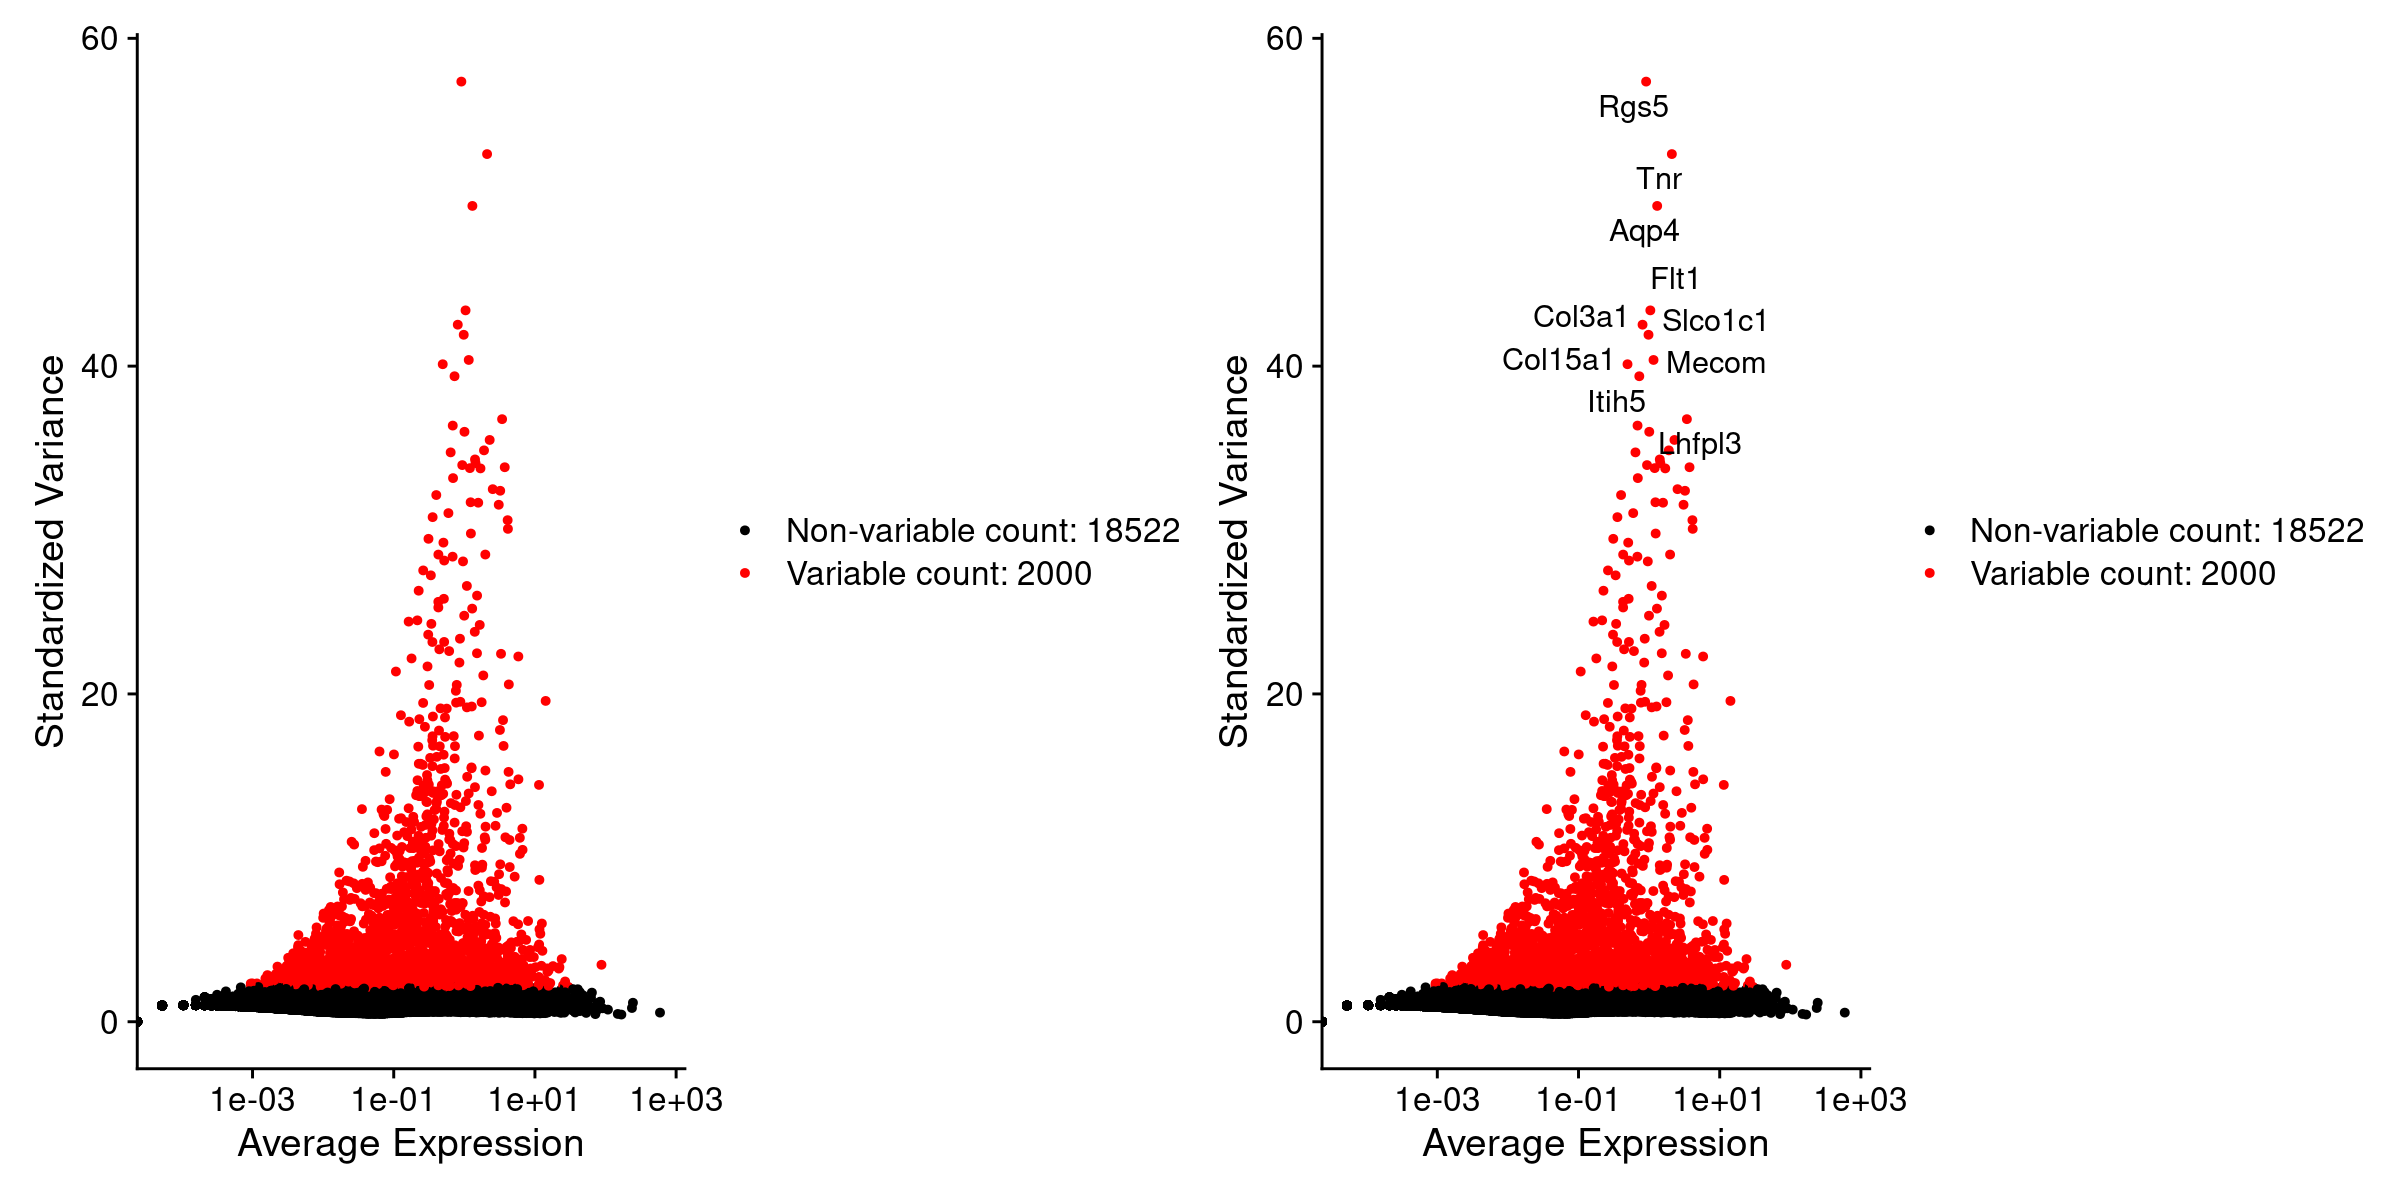 60
40
20
0
Standardized Variance
1e-03 1e-01 1e+01 1e+03
Average Expression
Non-variable count: 18522
Variable count: 2000
60
40
20
0
Standardized Variance
Rgs5
Tnr
Aqp4
Flt1
Col3a1 Slco1c1
Col15a1 Mecom
Itih5
Lhfpl3
1e-03 1e-01 1e+01 1e+03
Average Expression
Non-variable count: 18522
Variable count: 2000